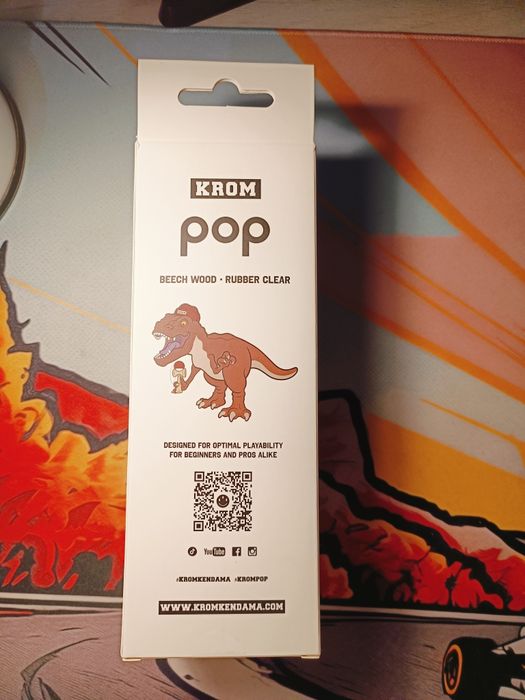 KROM
pop
BEECH WOOD · RUBBER CLEAR
DESIGNED FOR OPTIMAL PLAYABILITY
FOR BEGINNERS AND PROS ALIKE
YouTube
#KROMKENDAMA #KROMPOP
WWW.KROMKENDAMA.COM